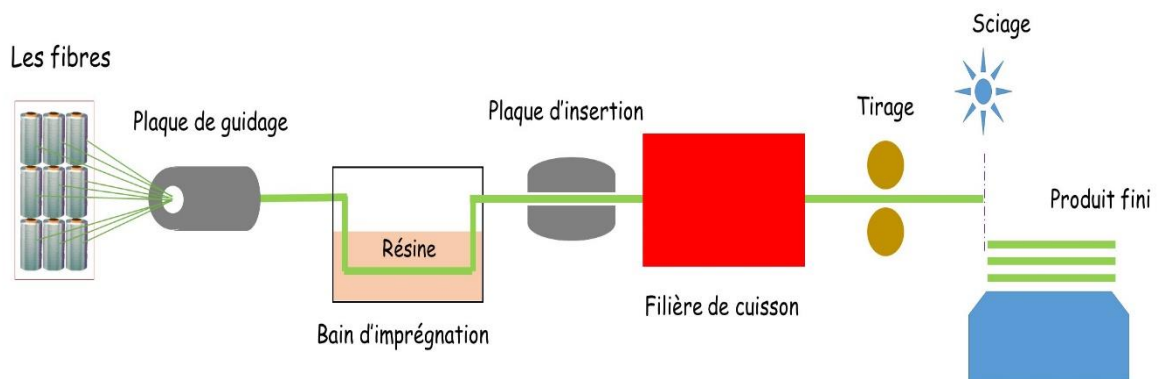 Les fibres
Plaque de guidage
Résine
Bain d'imprégnation
Plaque d'insertion
Filière de cuisson
Tirage
Sciage
Produit fini